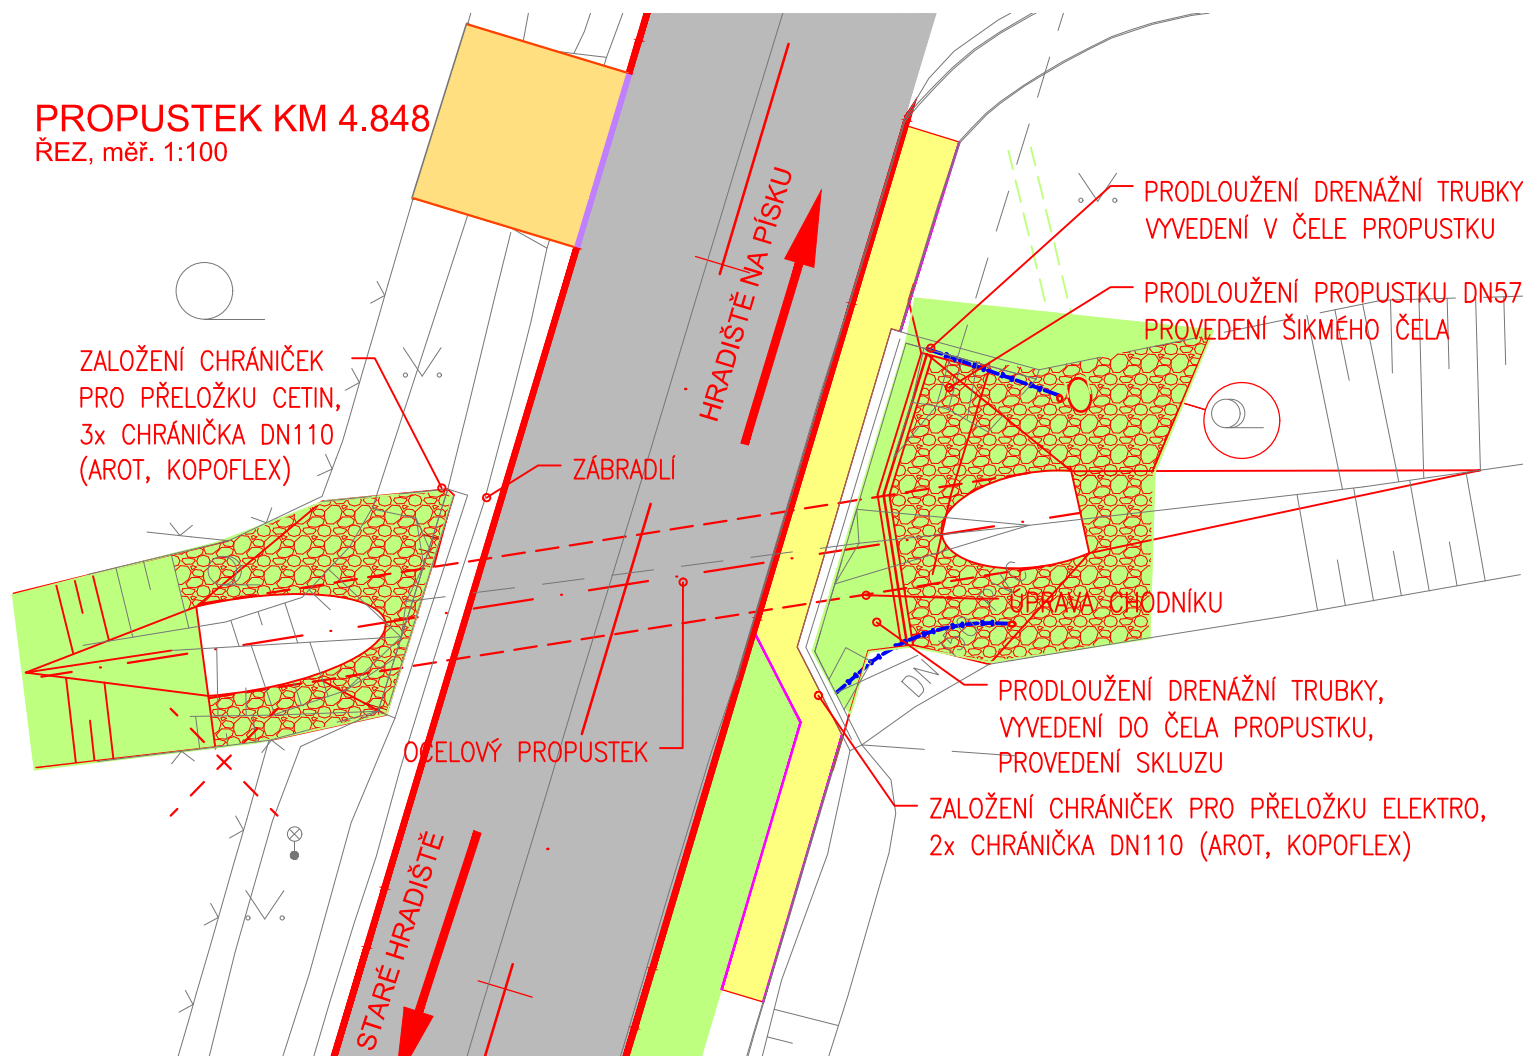 PROPUSTEK KM 4.848
ŘEZ, měř. 1:100
PRODLOUŽENÍ DRENÁŽNÍ TRUBKY
VYVEDENÍ V ČELE PROPUSTKU
PRODLOUŽENÍ PROPUSTKU DN57
PROVEDENÍ ŠIKMÉHO ČELA
HRADIŠTĚ NA PÍSKU
ZALOŽENÍ CHRÁNIČEK
PRO PŘELOŽKU CETIN,
3x CHRÁNIČKA DN110
(AROT, KOPOFLEX)
ZÁBRADLÍ
ÚPRAVA CHODNÍKU
DN
PRODLOUŽENÍ DRENÁŽNÍ TRUBKY,
VYVEDENÍ DO ČELA PROPUSTKU,
PROVEDENÍ SKLUZU
OCELOVÝ PROPUSTEK
ZALOŽENÍ CHRÁNIČEK PRO PŘELOŽKU ELEKTRO,
2x CHRÁNIČKA DN110 (AROT, KOPOFLEX)
STARÉ HRADIŠTĚ